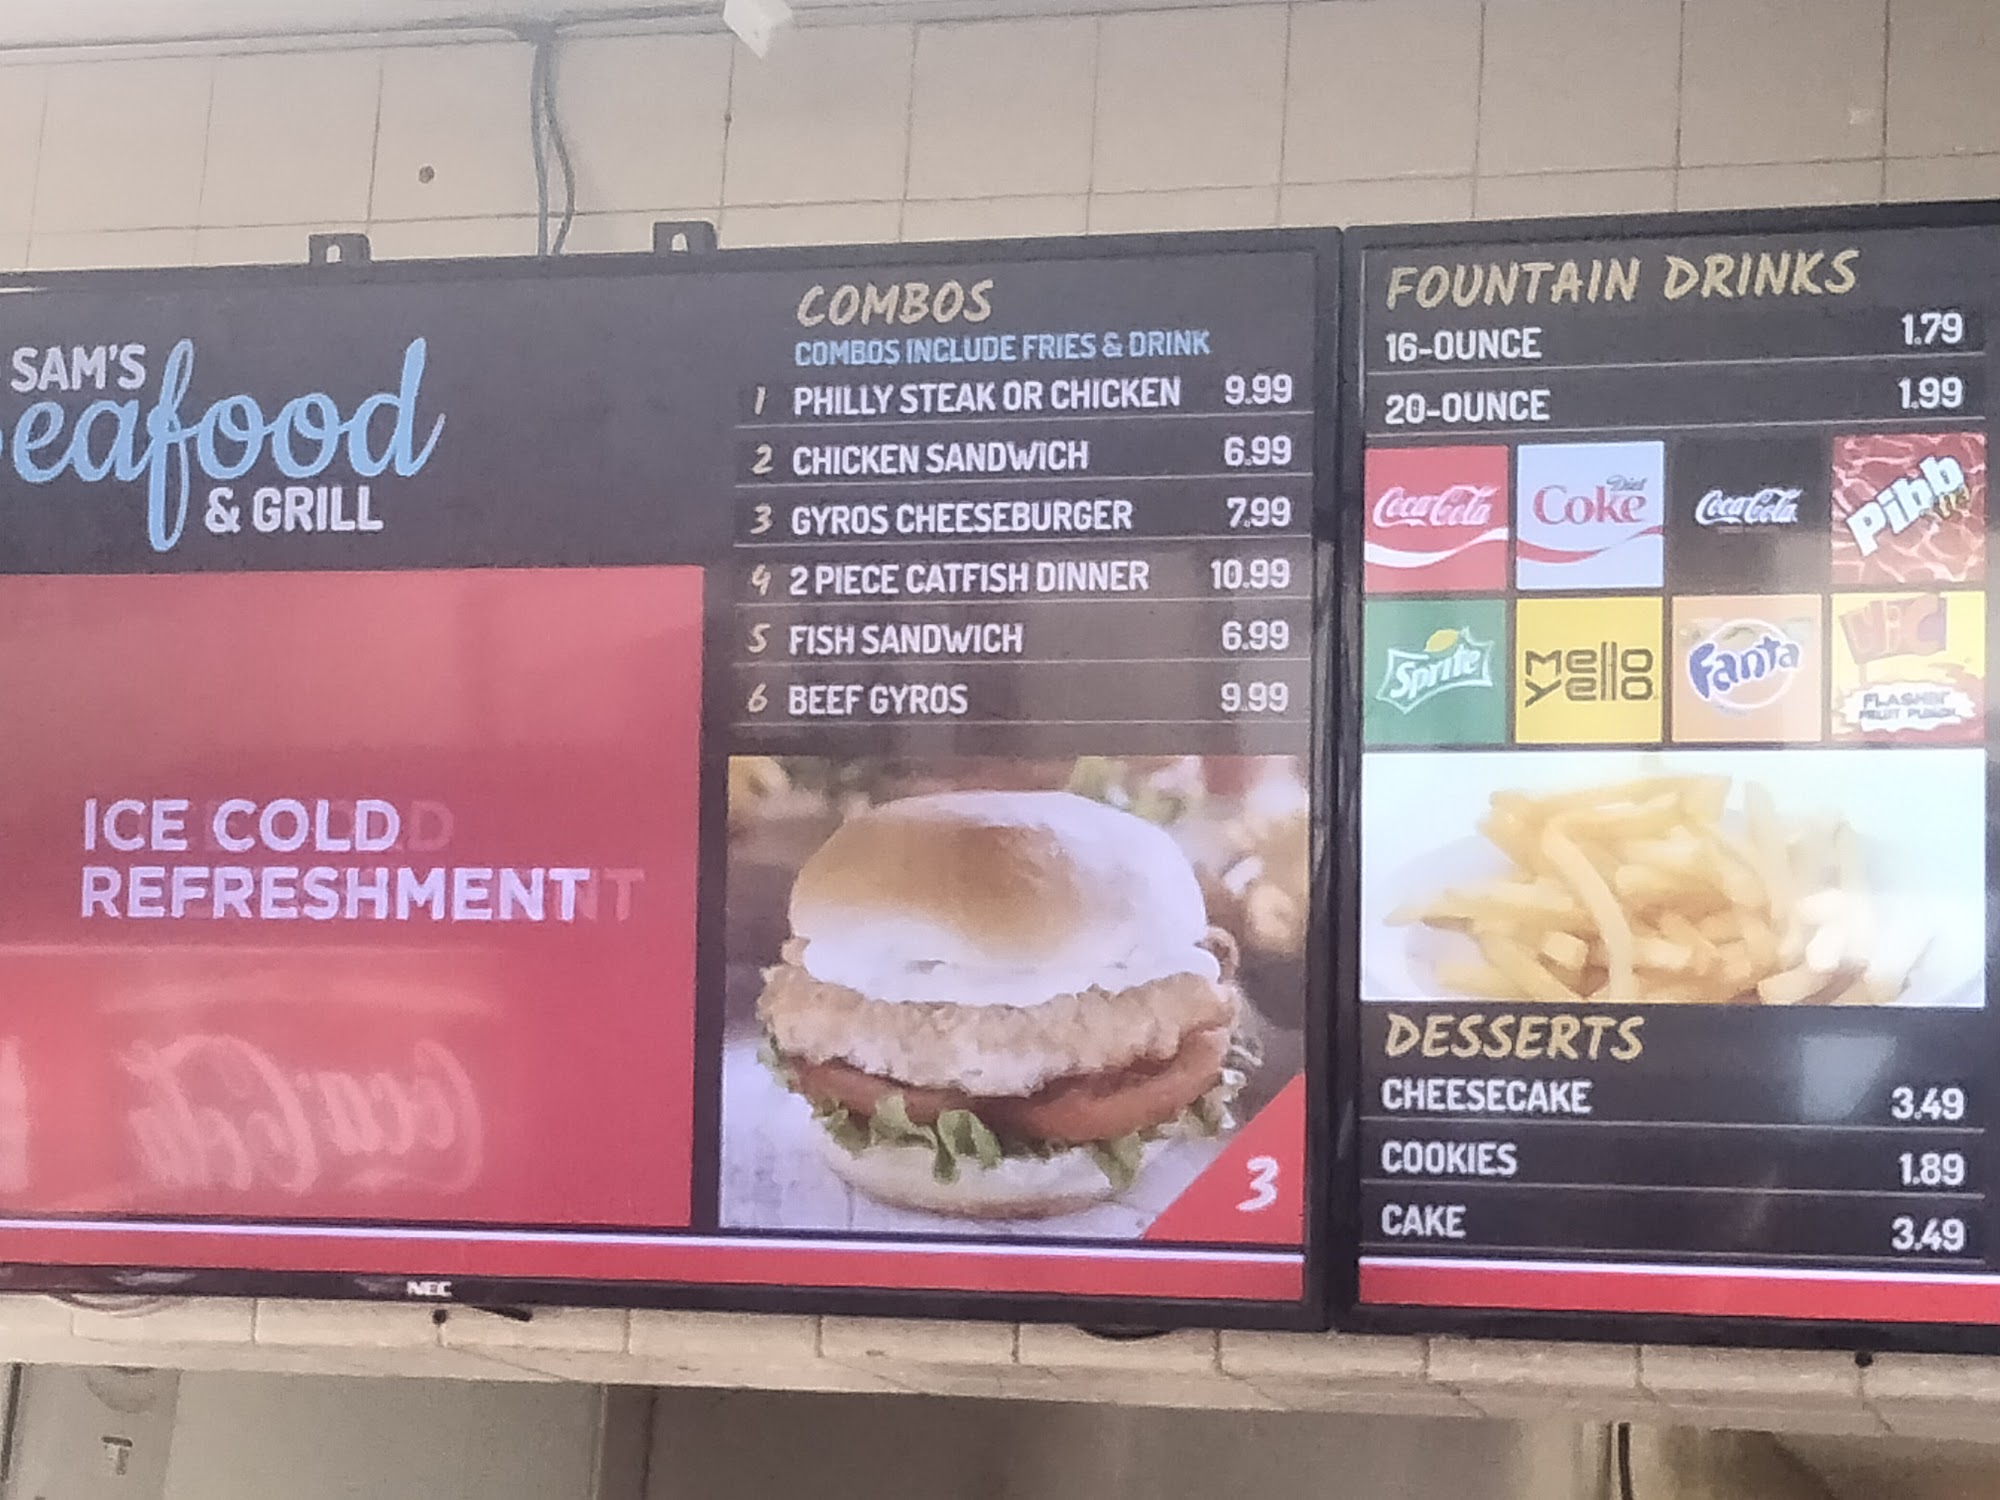 SAM'S
eafood
& GRILL
ICE COLD
REFRESHMENT
Coca-Cola
NEC
COMBOS
COMBOS INCLUDE FRIES & DRINK
1 PHILLY STEAK OR CHICKEN 9.99
2 CHICKEN SANDWICH 6.99
3 GYROS CHEESEBURGER 7.99
4 2 PIECE CATFISH DINNER 10.99
5 FISH SANDWICH 6.99
6 BEEF GYROS 9.99
3
FOUNTAIN DRINKS
16-OUNCE 1.79
20-OUNCE 1.99
Coca-Cola
Diet
Coke
Coca-Cola
Pibb
Sprite
mello
yello
Fanta
FLASHIN'
FRUIT PUNCH
DESSERTS
CHEESECAKE 3.49
COOKIES 1.89
CAKE 3.49